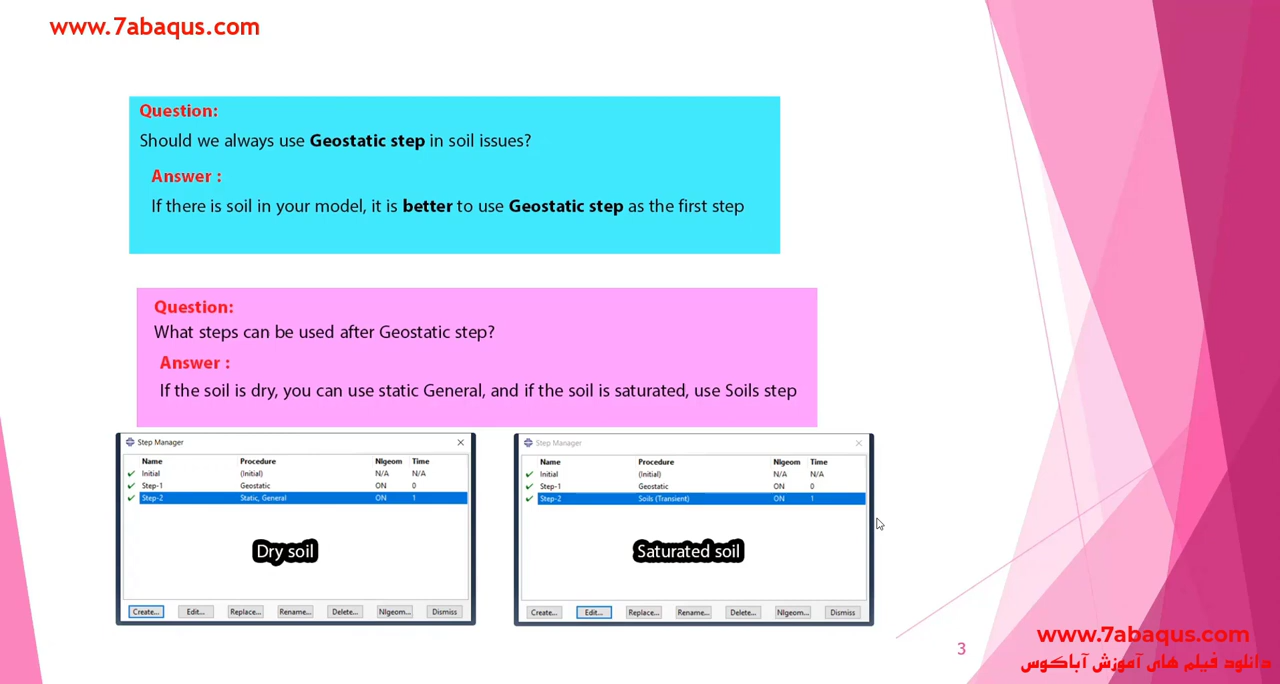 www.7abaqus.com
Question:
Should we always use Geostatic step in soil issues?
Answer :
If there is soil in your model, it is better to use Geostatic step as the first step
Question:
What steps can be used after Geostatic step?
Answer :
If the soil is dry, you can use static General, and if the soil is saturated, use Soils step
Step Manager
Name Procedure Nlgeom Time
Initial (Initial) N/A N/A
Step-1 Geostatic ON 0
Step-2 Static, General ON 1
Dry soil
Create... Edit... Replace... Rename... Delete... Nlgeom... Dismiss
Step Manager
Name Procedure Nlgeom Time
Initial (Initial) N/A N/A
Step-1 Geostatic ON 0
Step-2 Soils (Transient) ON 1
Saturated soil
Create... Edit... Replace... Rename... Delete... Nlgeom... Dismiss
3
www.7abaqus.com
دانلود فیلم های آموزش آباکوس